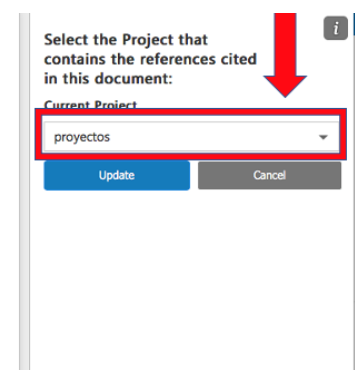 Select the Project that
contains the references cited
in this document:
Current Project
proyectos
Update Cancel
i